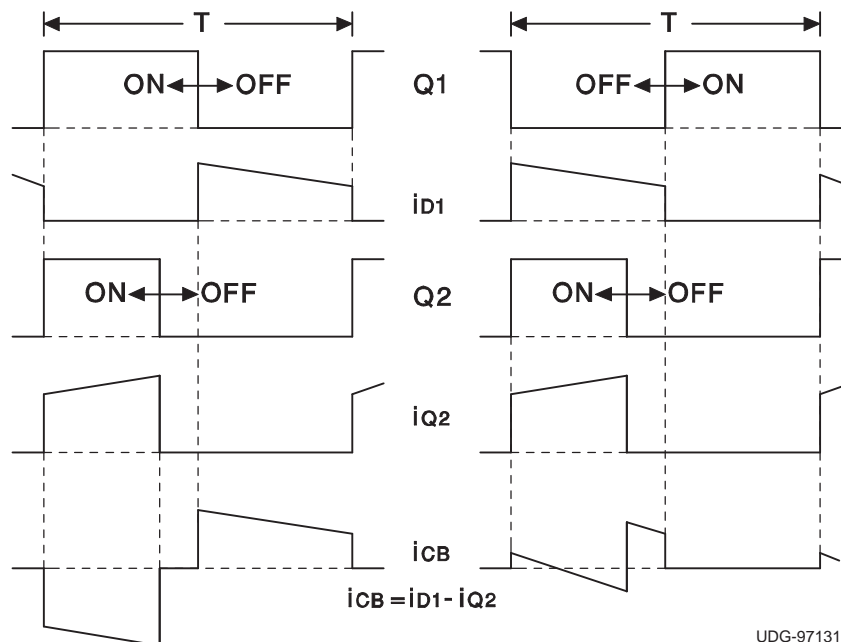 T T
ON OFF Q1 OFF ON
iD1
ON OFF Q2 ON OFF
iQ2
iCB
iCB = iD1 - iQ2
UDG-97131